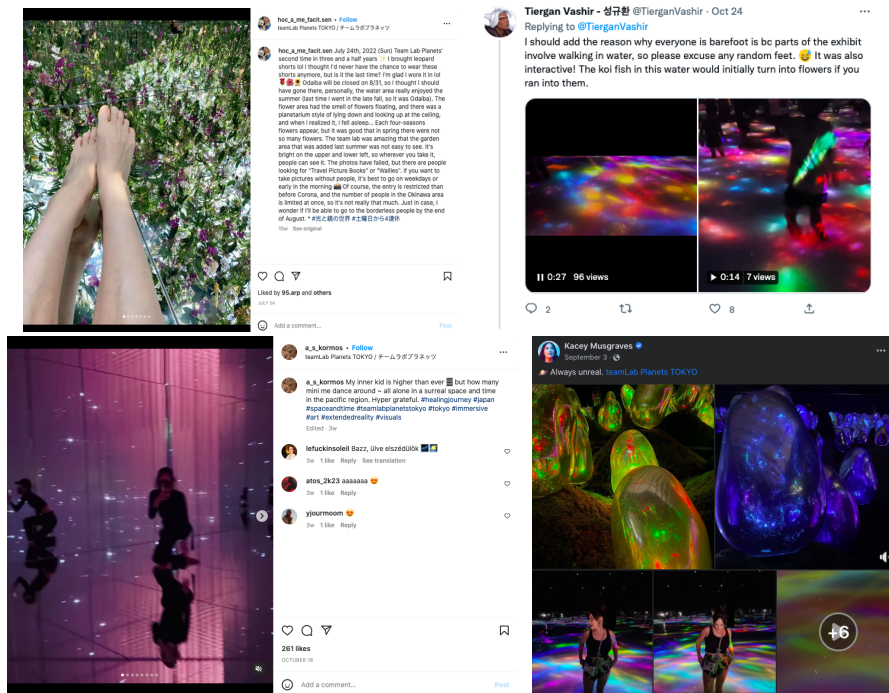 hoc_a_me_facit.sen • Follow
teamLab Planets TOKYO / チームラボプラネッツ
hoc_a_me_facit.sen July 24th, 2022 (Sun) Team Lab Planets'
second time in three and a half years ✨ I brought leopard
shorts lol I thought I'd never have the chance to wear these
shorts anymore, but is it the last time? I'm glad I wore it in lol
Odaiba will be closed on 8/31, so I thought I should
have gone there, personally, the water area really enjoyed the
summer (last time i went in the late fall, so it was Odaiba). The
flower area had the smell of flowers floating, and there was a
planetarium style of lying down and looking up at the ceiling,
and when I realized it, I fell asleep... Each four-seasons
flowers appear, but it was good that in spring there were not
so many flowers. The team lab was amazing that the garden
area that was added last summer was not easy to see. It's
bright on the upper and lower left, so wherever you take it,
people can see it. The photos have failed, but there are people
looking for "Travel Picture Books" or "Wallies". If you want to
take pictures without people, it's best to go on weekdays or
early in the morning 📷 Of course, the entry is restricted than
before Corona, and the number of people in the Okinawa area
is limited at once, so it's not really that much. Just in case, I
wonder if I'll be able to go to the borderless people by the end
of August. * #光と鏡の世界 #土曜日から4連休
15w See original
Liked by 95.arp and others
JULY 24
Add a comment...
Post
Tiergan Vashir - 성규환 @TierganVashir · Oct 24
Replying to @TierganVashir
I should add the reason why everyone is barefoot is bc parts of the exhibit
involve walking in water, so please excuse any random feet. 😅 It was also
interactive! The koi fish in this water would initially turn into flowers if you
ran into them.
0:27 96 views
0:14 7 views
2
8
a_s_kormos • Follow
teamLab Planets TOKYO / チームラボプラネッツ
a_s_kormos My inner kid is higher than ever but how many
mini me dance around ~ all alone in a surreal space and time
in the pacific region. Hyper grateful. #healingjourney #japan
#spaceandtime #teamlabplanetstokyo #tokyo #immersive
#art #extendedreality #visuals
Edited · 3w
lefuckinsoleil Bazz, ülve elszédülök
3w 1 like Reply See translation
atos_2k23 aaaaaaa 😍
3w 1 like Reply
yjourmoom 😍
3w 1 like Reply
261 likes
OCTOBER 18
Add a comment...
Post
Kacey Musgraves
September 3 ·
🪐 Always unreal. teamLab Planets TOKYO
+6